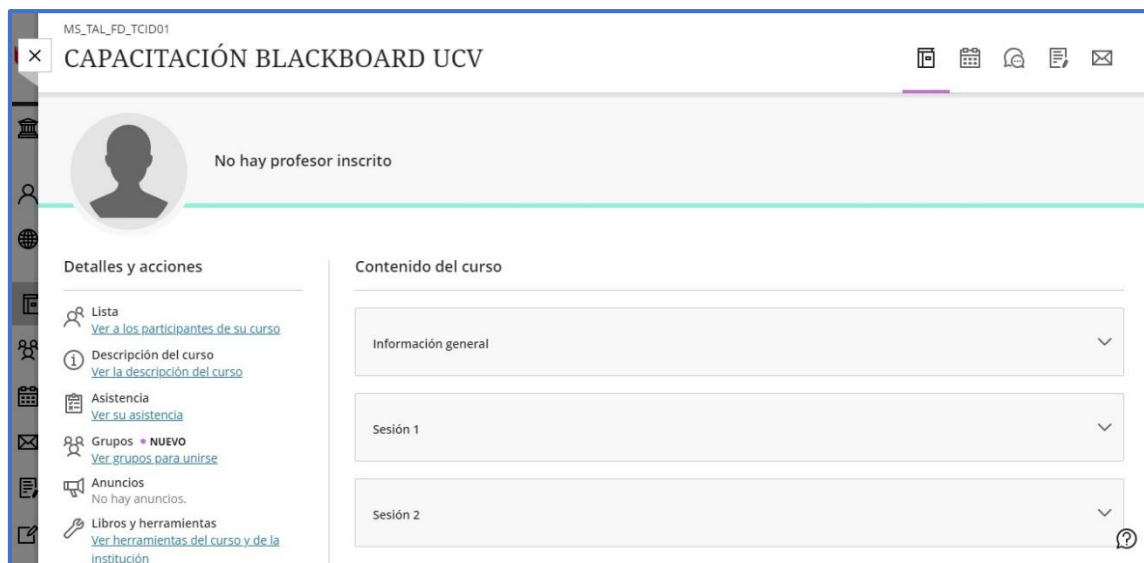 MS_TAL_FD_TCID01
CAPACITACIÓN BLACKBOARD UCV
No hay profesor inscrito
Detalles y acciones
Lista
Ver a los participantes de su curso
Descripción del curso
Ver la descripción del curso
Asistencia
Ver su asistencia
Grupos • NUEVO
Ver grupos para unirse
Anuncios
No hay anuncios.
Libros y herramientas
Ver herramientas del curso y de la
institución
Contenido del curso
Información general
Sesión 1
Sesión 2